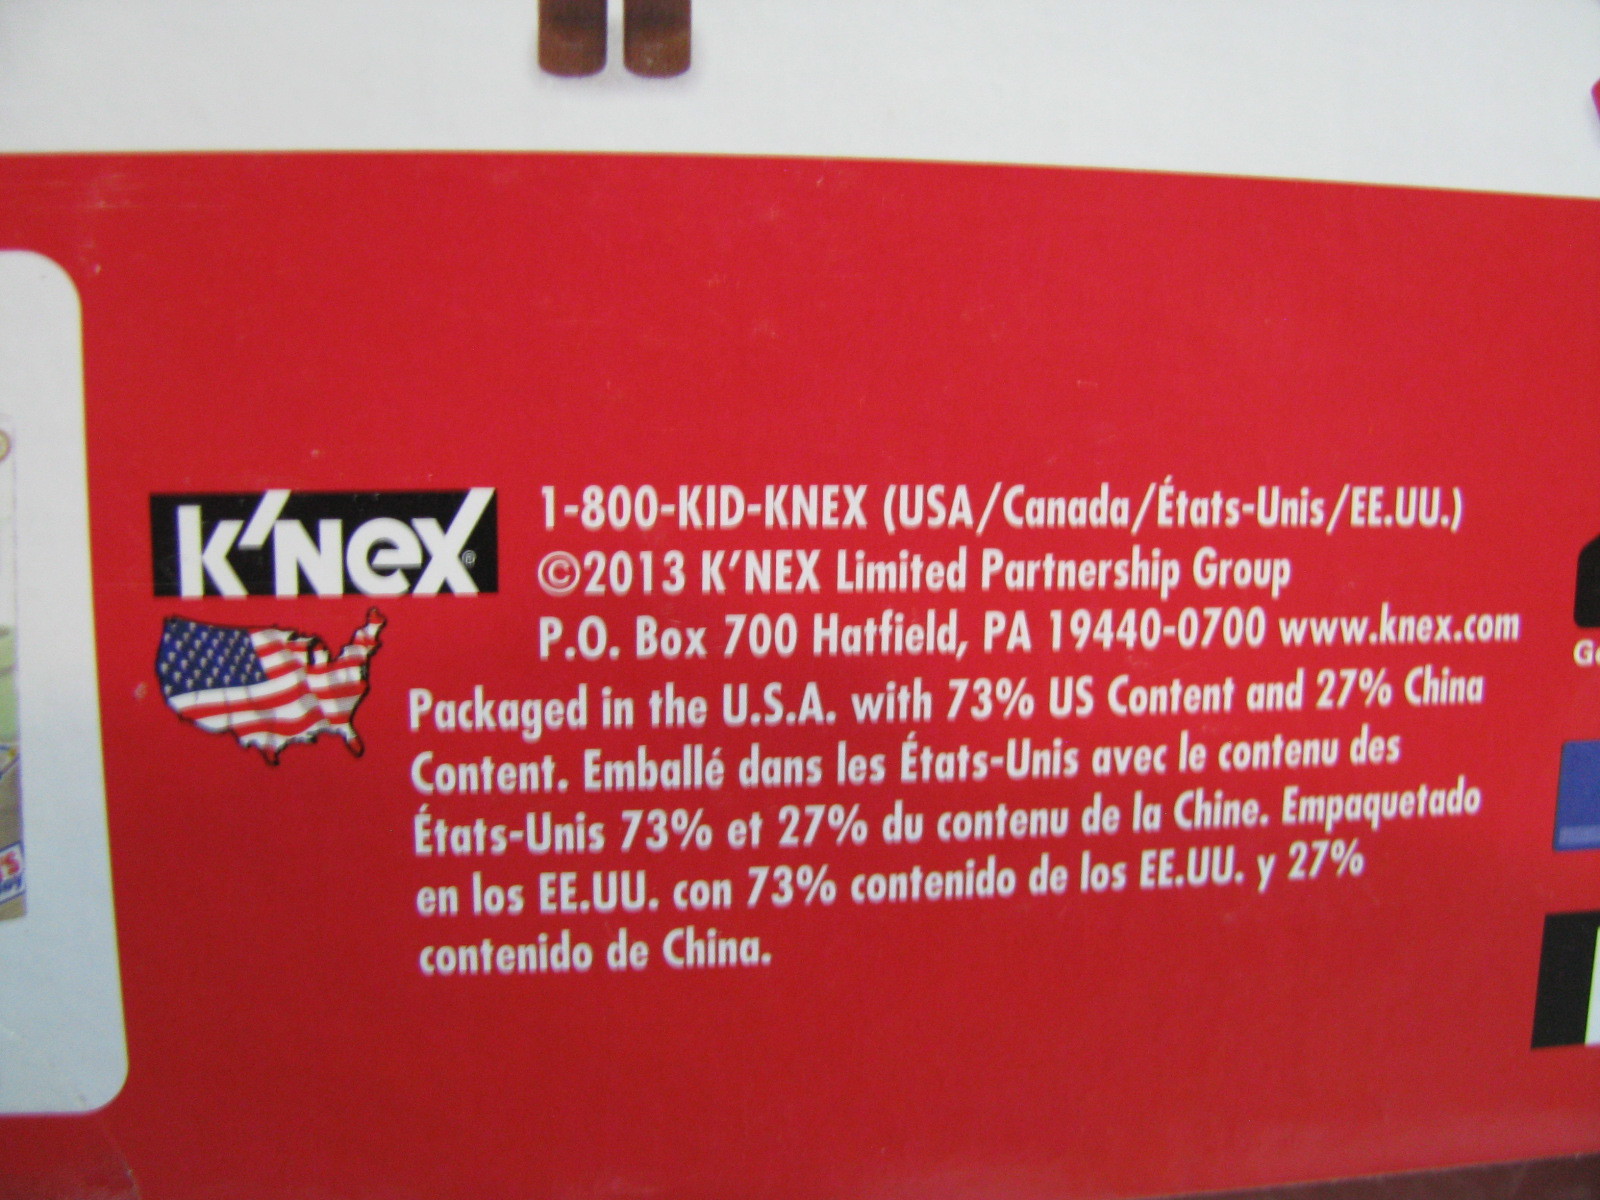 K'NEX®
1-800-KID-KNEX (USA/Canada/États-Unis/EE.UU.)
©2013 K'NEX Limited Partnership Group
P.O. Box 700 Hatfield, PA 19440-0700 www.knex.com
Packaged in the U.S.A. with 73% US Content and 27% China
Content. Emballé dans les États-Unis avec le contenu des
États-Unis 73% et 27% du contenu de la Chine. Empaquetado
en los EE.UU. con 73% contenido de los EE.UU. y 27%
contenido de China.